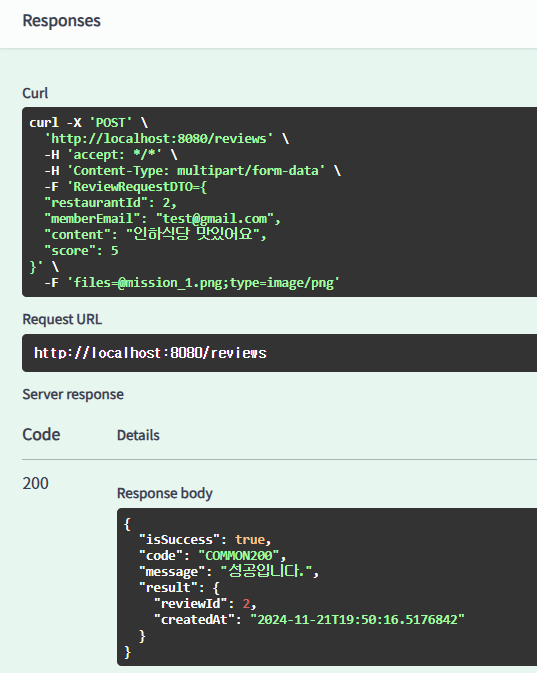 Responses
Curl
curl -X 'POST' \
'http://localhost:8080/reviews' \
-H 'accept: */*' \
-H 'Content-Type: multipart/form-data' \
-F 'ReviewRequestDTO={
"restaurantId": 2,
"memberEmail": "test@gmail.com",
"content": "인하식당 맛있어요",
"score": 5
}' \
-F 'files=@mission_1.png;type=image/png'
Request URL
http://localhost:8080/reviews
Server response
Code Details
200
Response body
{
"isSuccess": true,
"code": "COMMON200",
"message": "성공입니다.",
"result": {
"reviewId": 2,
"createdAt": "2024-11-21T19:50:16.5176842"
}
}